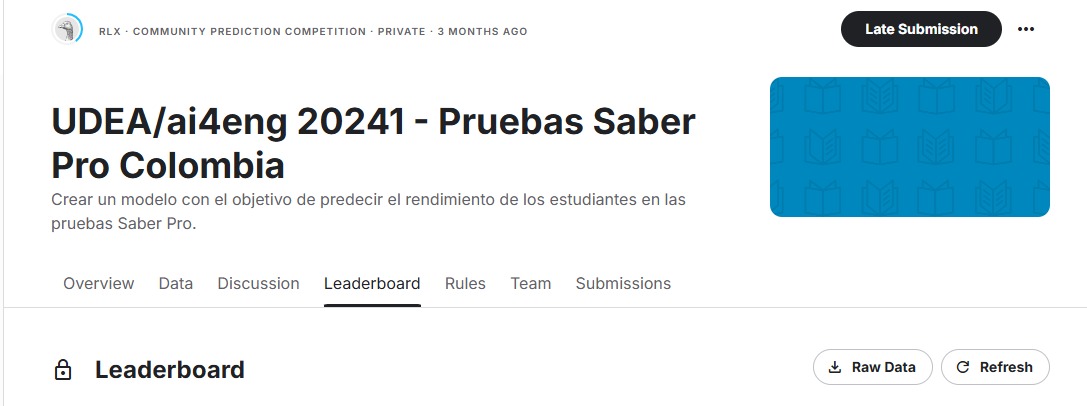 RLX · COMMUNITY PREDICTION COMPETITION · PRIVATE · 3 MONTHS AGO
Late Submission
UDEA/ai4eng 20241 - Pruebas Saber
Pro Colombia
Crear un modelo con el objetivo de predecir el rendimiento de los estudiantes en las
pruebas Saber Pro.
Overview Data Discussion Leaderboard Rules Team Submissions
Leaderboard
Raw Data Refresh